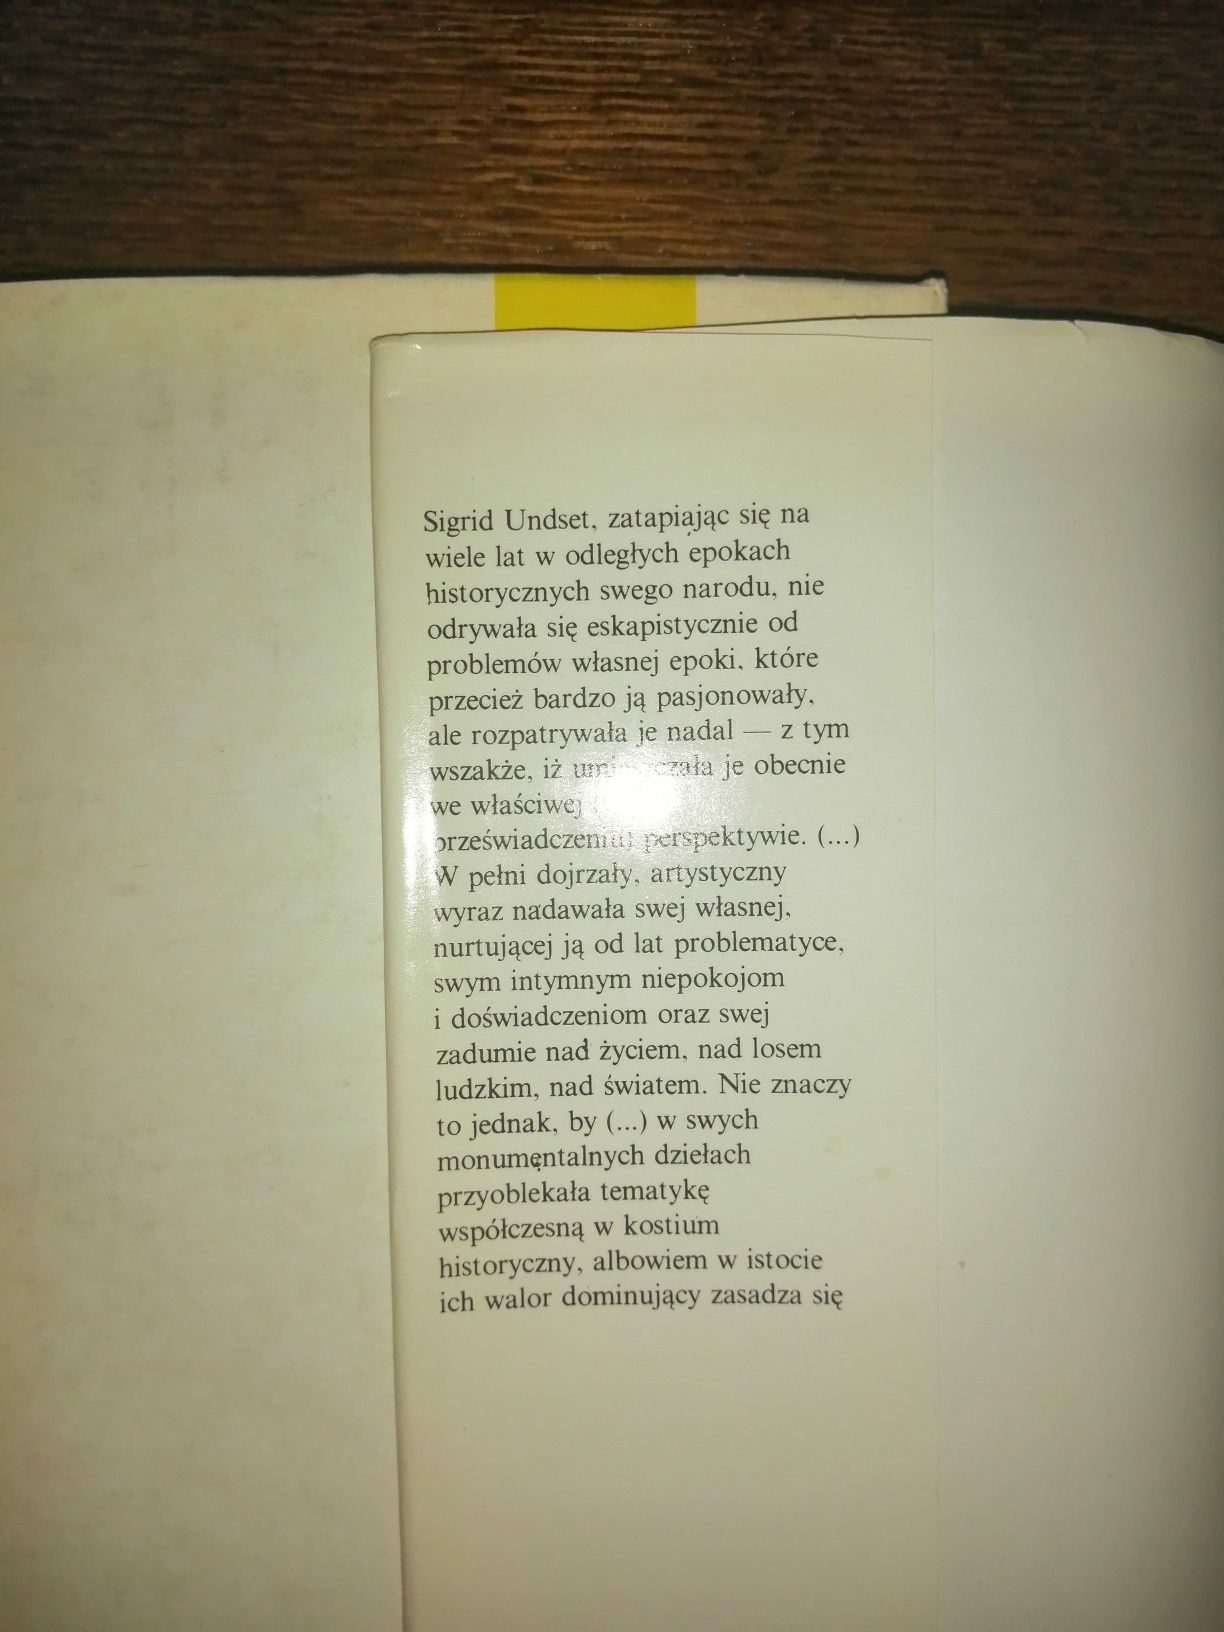 Sigrid Undset, zatapiając się na
wiele lat w odległych epokach
historycznych swego narodu, nie
odrywała się eskapistycznie od
problemów własnej epoki, które
przecież bardzo ją pasjonowały,
ale rozpatrywała je nadal — z tym
wszakże, iż umieszczała je obecnie
we właściwej
przeświadczeniu) perspektywie. (...)
W pełni dojrzały, artystyczny
wyraz nadawała swej własnej,
nurtującej ją od lat problematyce,
swym intymnym niepokojom
i doświadczeniom oraz swej
zadumie nad życiem, nad losem
ludzkim, nad światem. Nie znaczy
to jednak, by (...) w swych
monumentalnych dziełach
przyoblekała tematykę
współczesną w kostium
historyczny, albowiem w istocie
ich walor dominujący zasadza się